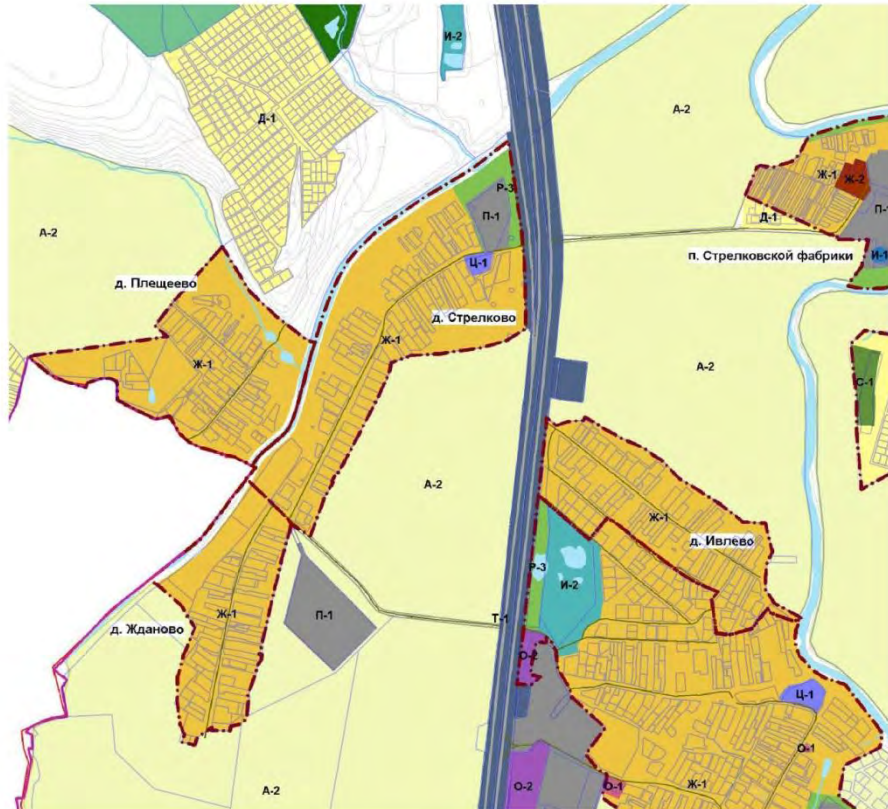 И-2
Д-1
А-2
Ж-1
Ж-2
Р-3
П-1
П-1
Д-1
А-2
Ц-1
п. Стрелковской фабрики
И-1
д. Плещеево
д. Стрелково
Ж-1
Ж-1
А-2
С-1
А-2
Ж-1
д. Ивлево
Р-3
И-2
Ж-1
П-1
Т-1
д. Жданово
О-2
Ц-1
О-1
А-2
О-2
О-1
Ж-1